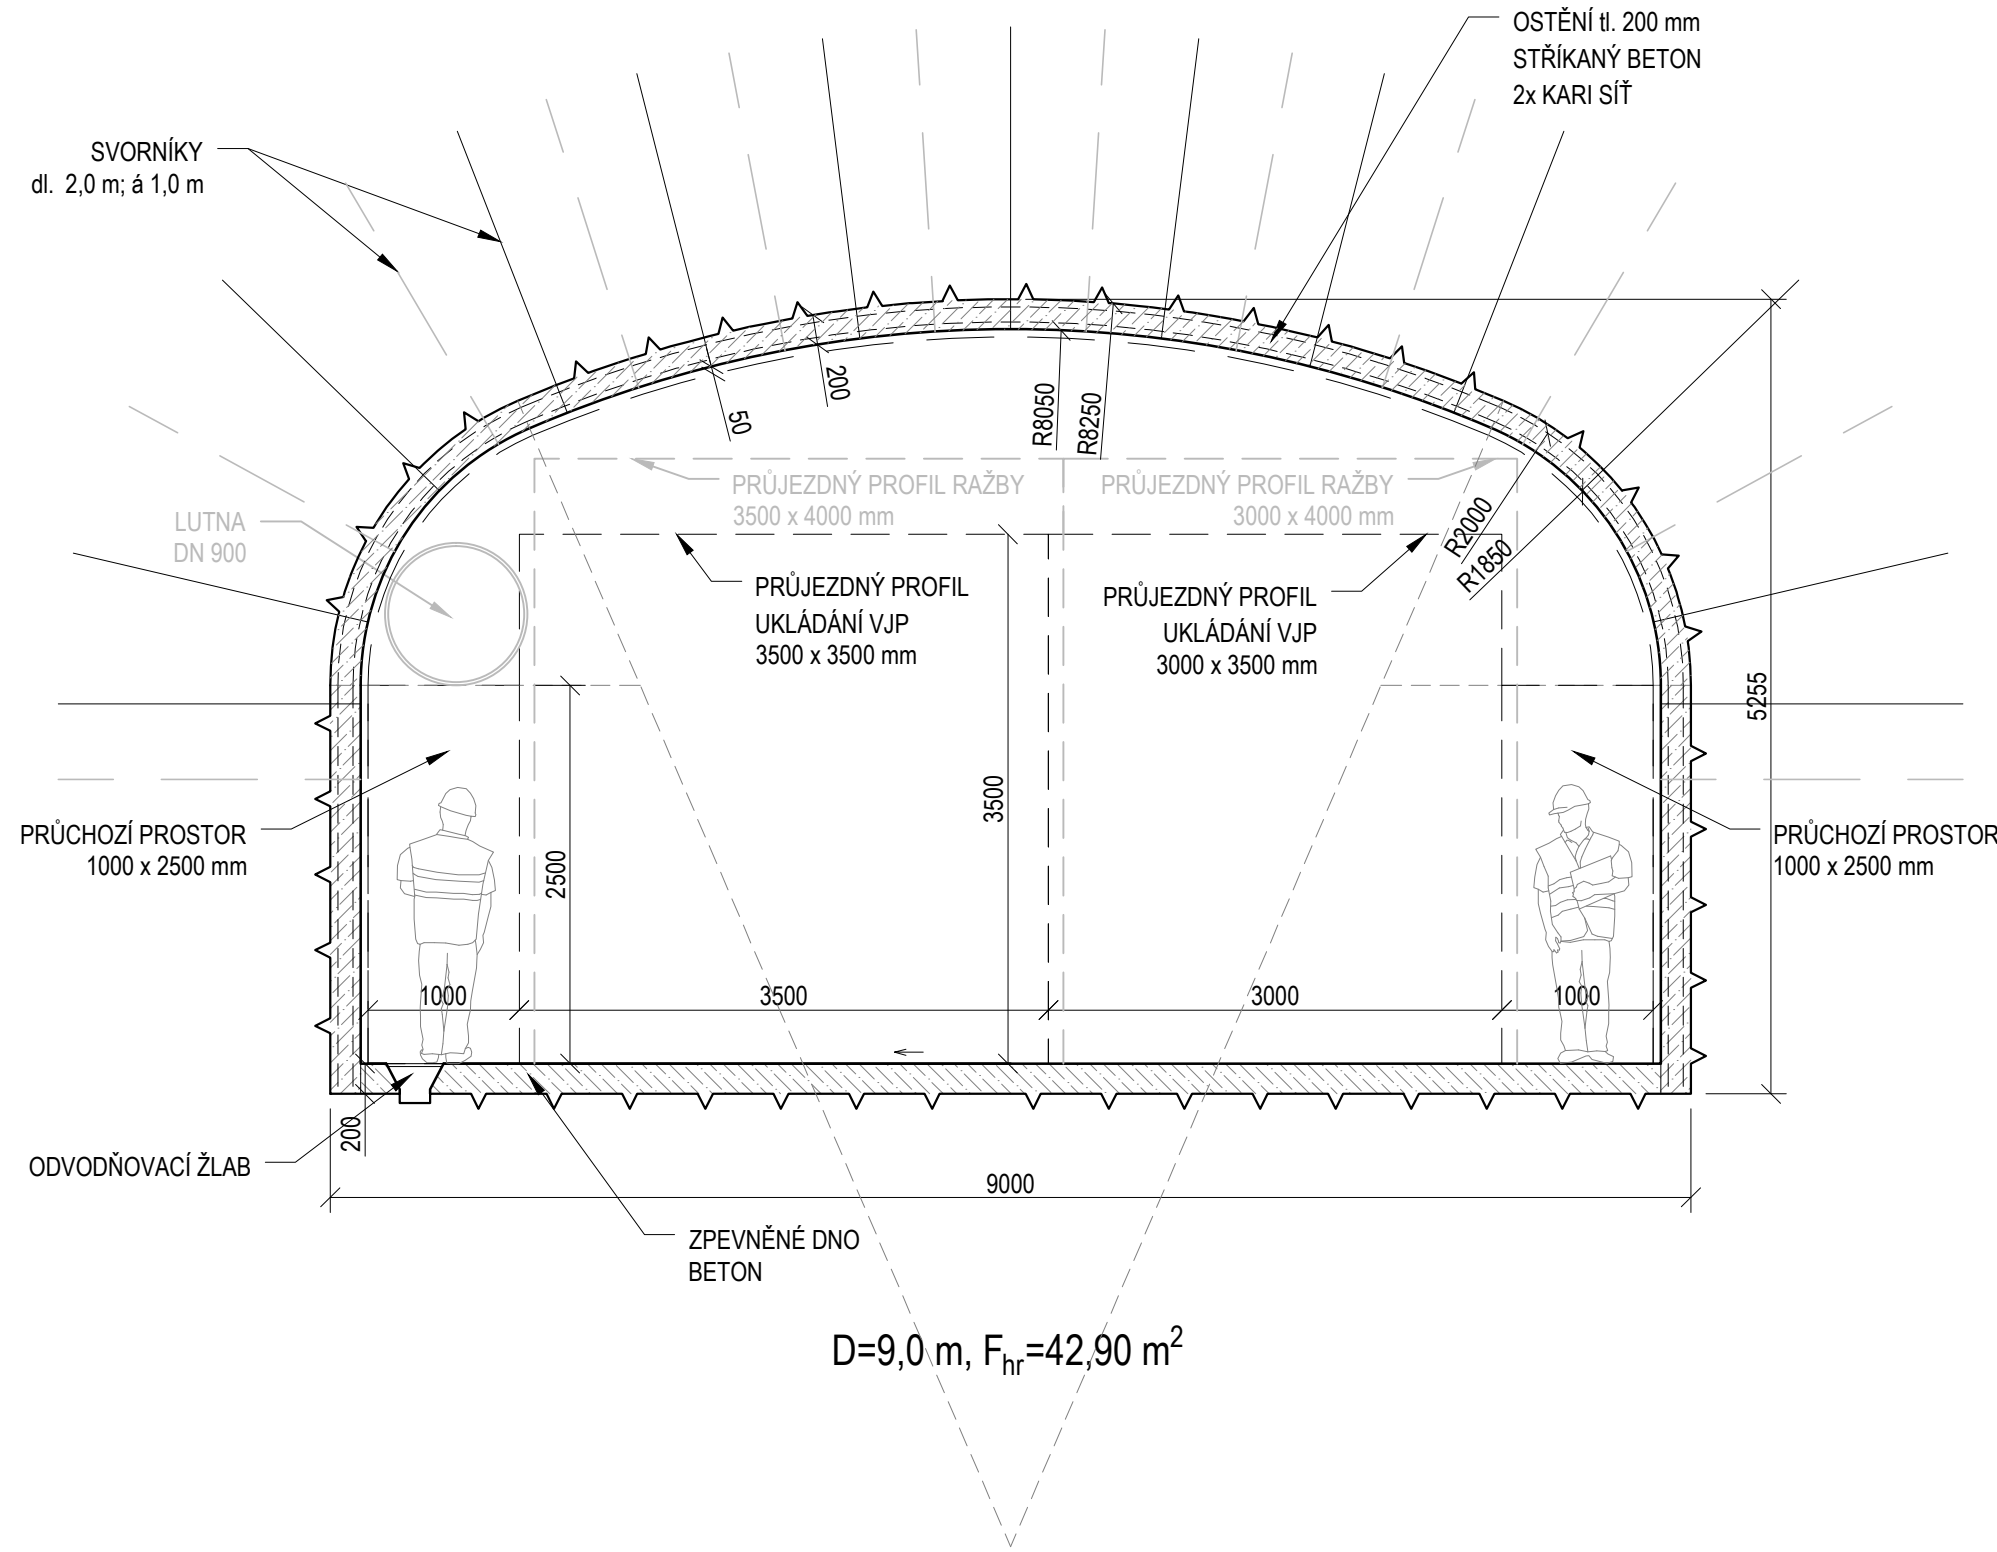 OSTĚNÍ tl. 200 mm
STŘÍKANÝ BETON
2x KARI SÍŤ
SVORNÍKY
dl. 2,0 m; á 1,0 m
200
50
R8050
R8250
PRŮJEZDNÝ PROFIL RAŽBY
3500 x 4000 mm
PRŮJEZDNÝ PROFIL RAŽBY
3000 x 4000 mm
LUTNA
DN 900
R2000
R1850
PRŮJEZDNÝ PROFIL
UKLÁDÁNÍ VJP
3500 x 3500 mm
PRŮJEZDNÝ PROFIL
UKLÁDÁNÍ VJP
3000 x 3500 mm
5255
3500
2500
PRŮCHOZÍ PROSTOR
1000 x 2500 mm
PRŮCHOZÍ PROSTOR
1000 x 2500 mm
1000
3500
3000
1000
200
ODVODŇOVACÍ ŽLAB
9000
ZPEVNĚNÉ DNO
BETON
D=9,0 m, Fhr=42,90 m²